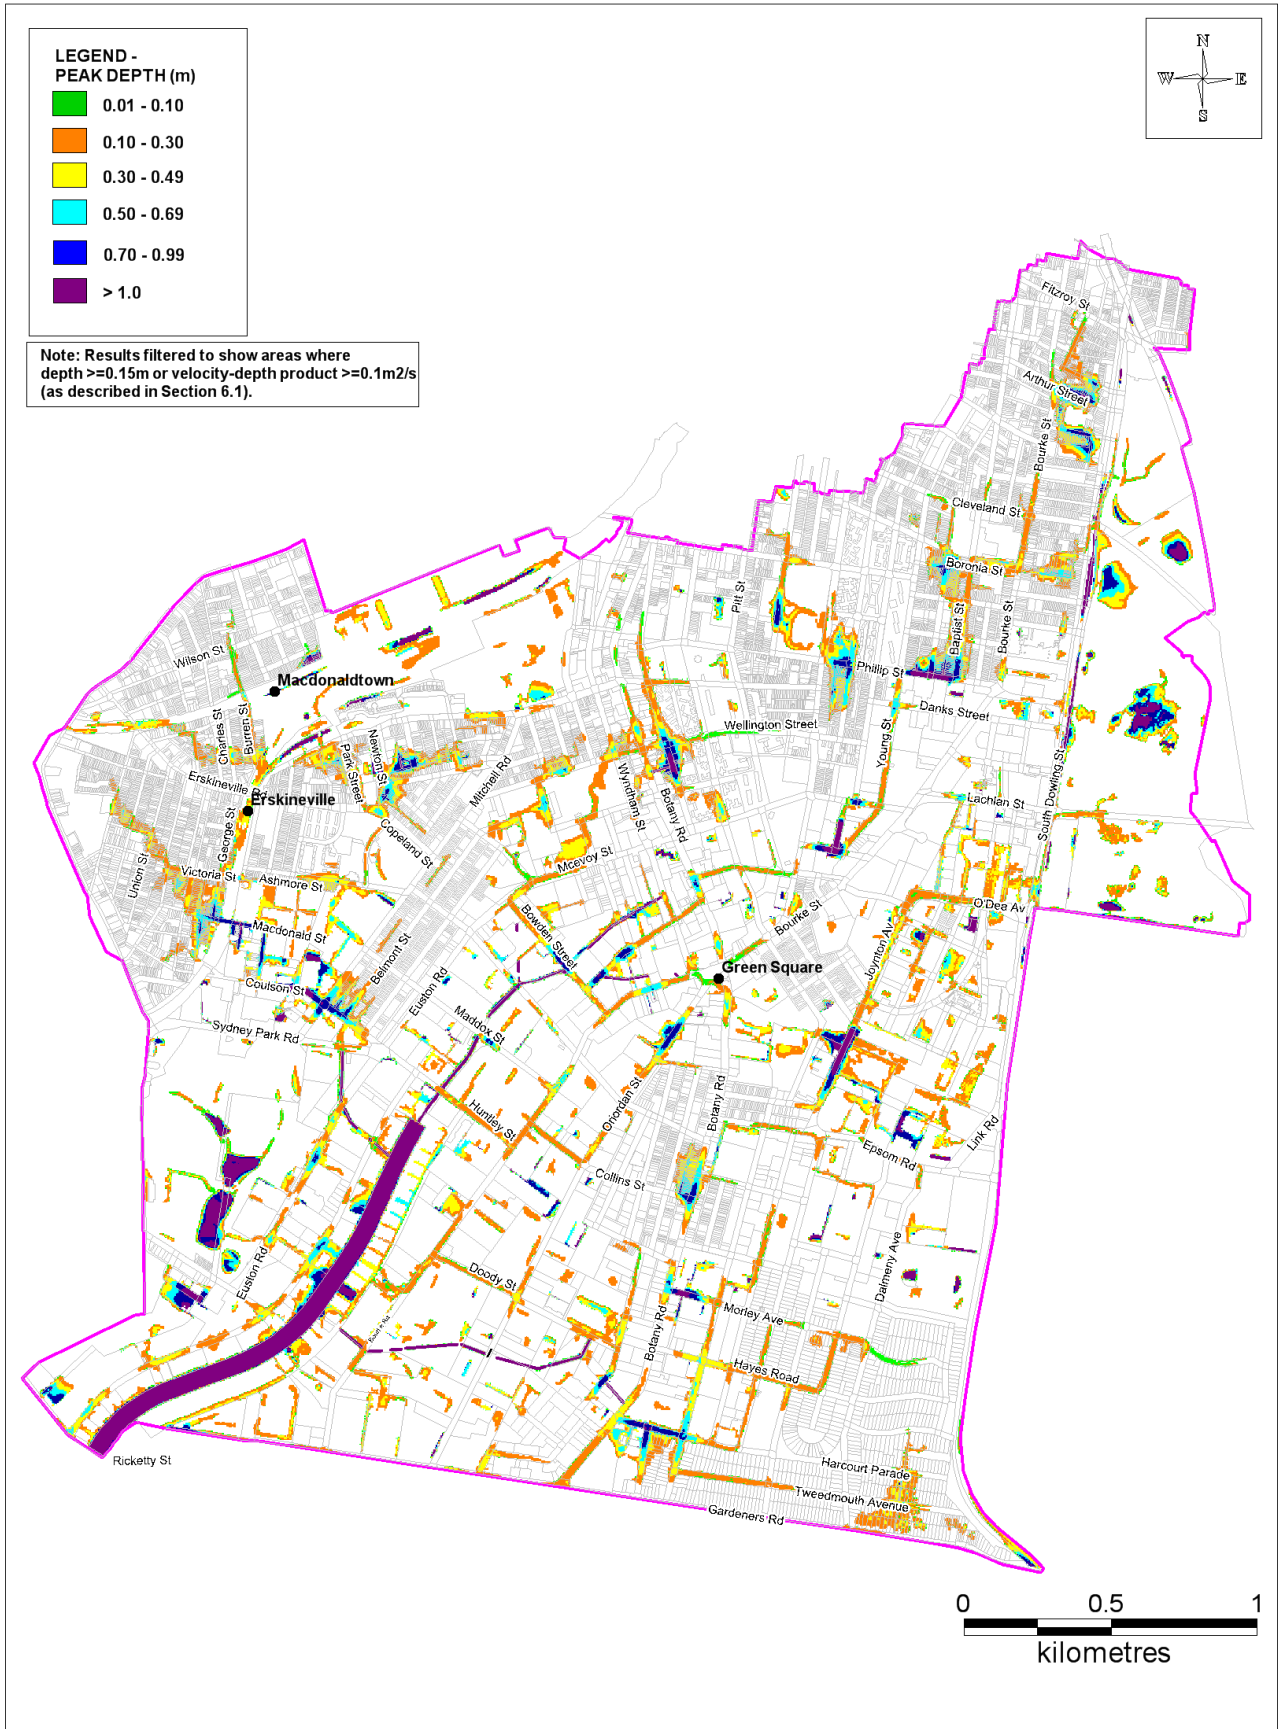 LEGEND -
PEAK DEPTH (m)
0.01 - 0.10
0.10 - 0.30
0.30 - 0.49
0.50 - 0.69
0.70 - 0.99
> 1.0
Note: Results filtered to show areas where
depth >=0.15m or velocity-depth product >=0.1m2/s
(as described in Section 6.1).
N
W
E
S
Fitzroy St
Arthur Street
Bourke St
Cleveland St
Boronia St
Pitt St
Baptist St
Bourke St
Wilson St
Phillip St
Macdonaldtown
Danks Street
Charles St
Burren St
Wellington Street
Young St
Park Street
Newton St
Mitchell Rd
Erskineville Rd
Erskineville
Wyndham St
Botany Rd
South Dowling St
Lachlan St
George St
Copeland St
Mcevoy St
Union St
Victoria St
Ashmore St
O'Dea Av
Bowden Street
Bourke St
Macdonald St
Belmont St
Joynton Av
Green Square
Coulson St
Euston Rd
Sydney Park Rd
Maddox St
Huntley St
Oriordan St
Botany Rd
Link Rd
Epsom Rd
Collins St
Euston Rd
Doody St
Dalmeny Ave
Morley Ave
Botany Rd
Hayes Road
Ricketty St
Harcourt Parade
Tweedmouth Avenue
Gardeners Rd
0 0.5 1
kilometres